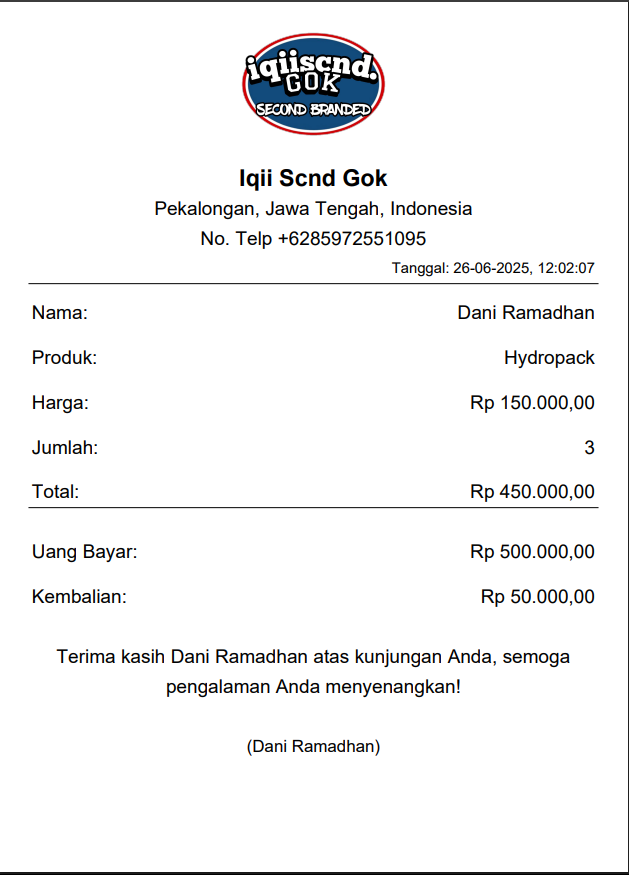 iqiiscnd.
GOK
SECOND BRANDED
Iqii Scnd Gok
Pekalongan, Jawa Tengah, Indonesia
No. Telp +6285972551095
Tanggal: 26-06-2025, 12:02:07
Nama: Dani Ramadhan
Produk: Hydropack
Harga: Rp 150.000,00
Jumlah: 3
Total: Rp 450.000,00
Uang Bayar: Rp 500.000,00
Kembalian: Rp 50.000,00
Terima kasih Dani Ramadhan atas kunjungan Anda, semoga
pengalaman Anda menyenangkan!
(Dani Ramadhan)